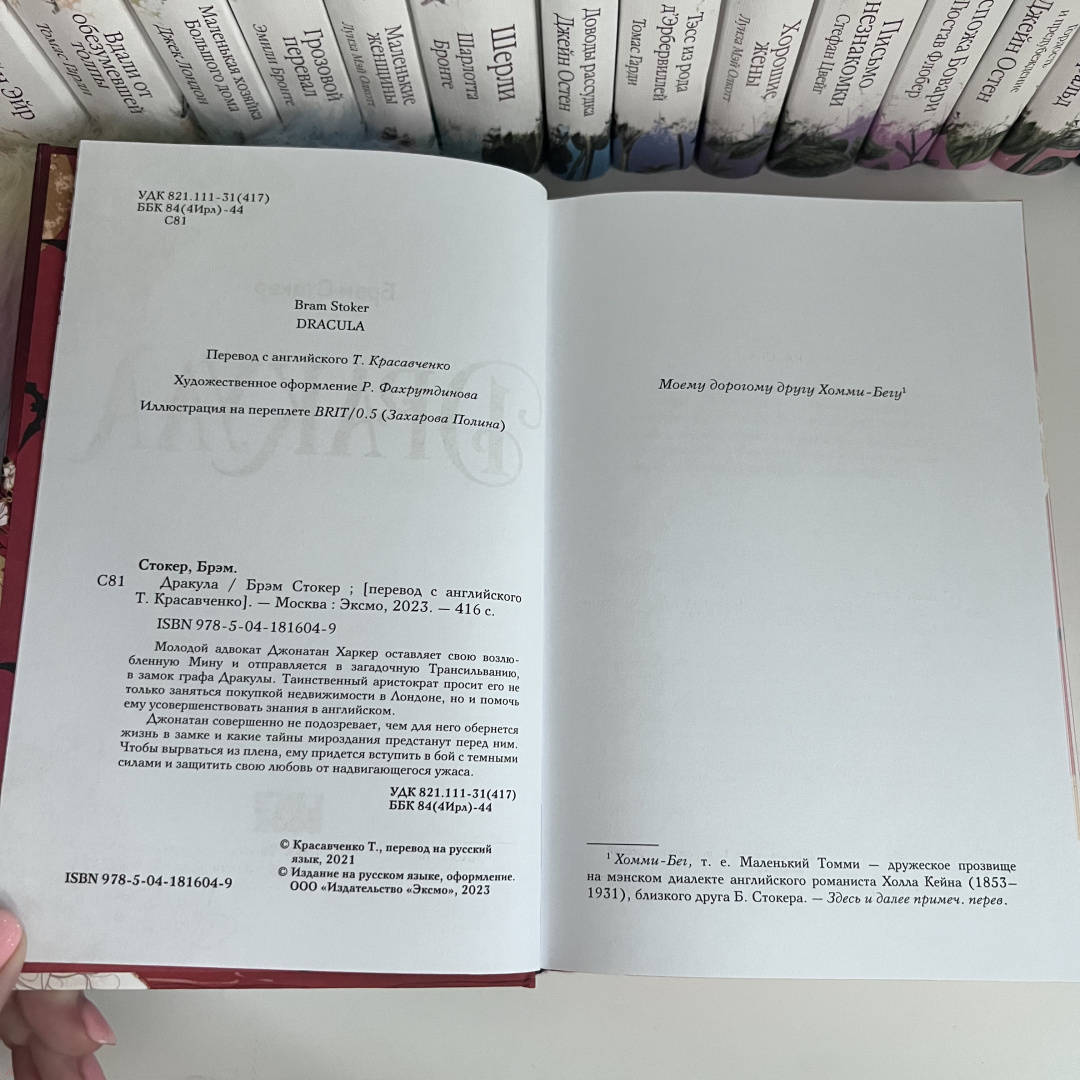 Эйр
Томас Гарди
Вдали от
обезумевшей
толпы
Джек Лондон
Маленькая хозяйка
Большого дома
Эмили Бронте
Грозовой
перевал
Луиза Мэй Олкотт
Маленькие
женщины
Шарлотта
Бронте
Шерли
Доводы рассудка
Джейн Остен
Тэсс из рода
д'Эрбервиллей
Томас Гарди
Хорошие
жены
Луиза Мэй Олкотт
Письмо
незнакомки
Стефан Цвейг
Госпожа Бовари
Гюстав Флобер
Гордость
и предубеждение
Джейн Остен
УДК 821.111-31(417)
ББК 84(4Ирл)-44
С81
Bram Stoker
DRACULA
Перевод с английского Т. Красавченко
Художественное оформление Р. Фахрутдинова
Иллюстрация на переплете BRIT/0.5 (Захарова Полина)
Стокер, Брэм.
С81 Дракула / Брэм Стокер ; [перевод с английского
Т. Красавченко]. — Москва : Эксмо, 2023. — 416 с.
ISBN 978-5-04-181604-9
Молодой адвокат Джонатан Харкер оставляет свою возлю-
бленную Мину и отправляется в загадочную Трансильванию,
в замок графа Дракулы. Таинственный аристократ просит его не
только заняться покупкой недвижимости в Лондоне, но и помочь
ему усовершенствовать знания в английском.
Джонатан совершенно не подозревает, чем для него обернется
жизнь в замке и какие тайны мироздания предстанут перед ним.
Чтобы вырваться из плена, ему придется вступить в бой с темными
силами и защитить свою любовь от надвигающегося ужаса.
УДК 821.111-31(417)
ББК 84(4Ирл)-44
© Красавченко Т., перевод на русский
язык, 2021
© Издание на русском языке, оформление.
ООО «Издательство «Эксмо», 2023
ISBN 978-5-04-181604-9
Моему дорогому другу Хомми-Бегу¹
¹ Хомми-Бег, т. е. Маленький Томми — дружеское прозвище
на мэнском диалекте английского романиста Холла Кейна (1853–
1931), близкого друга Б. Стокера. — Здесь и далее примеч. перев.